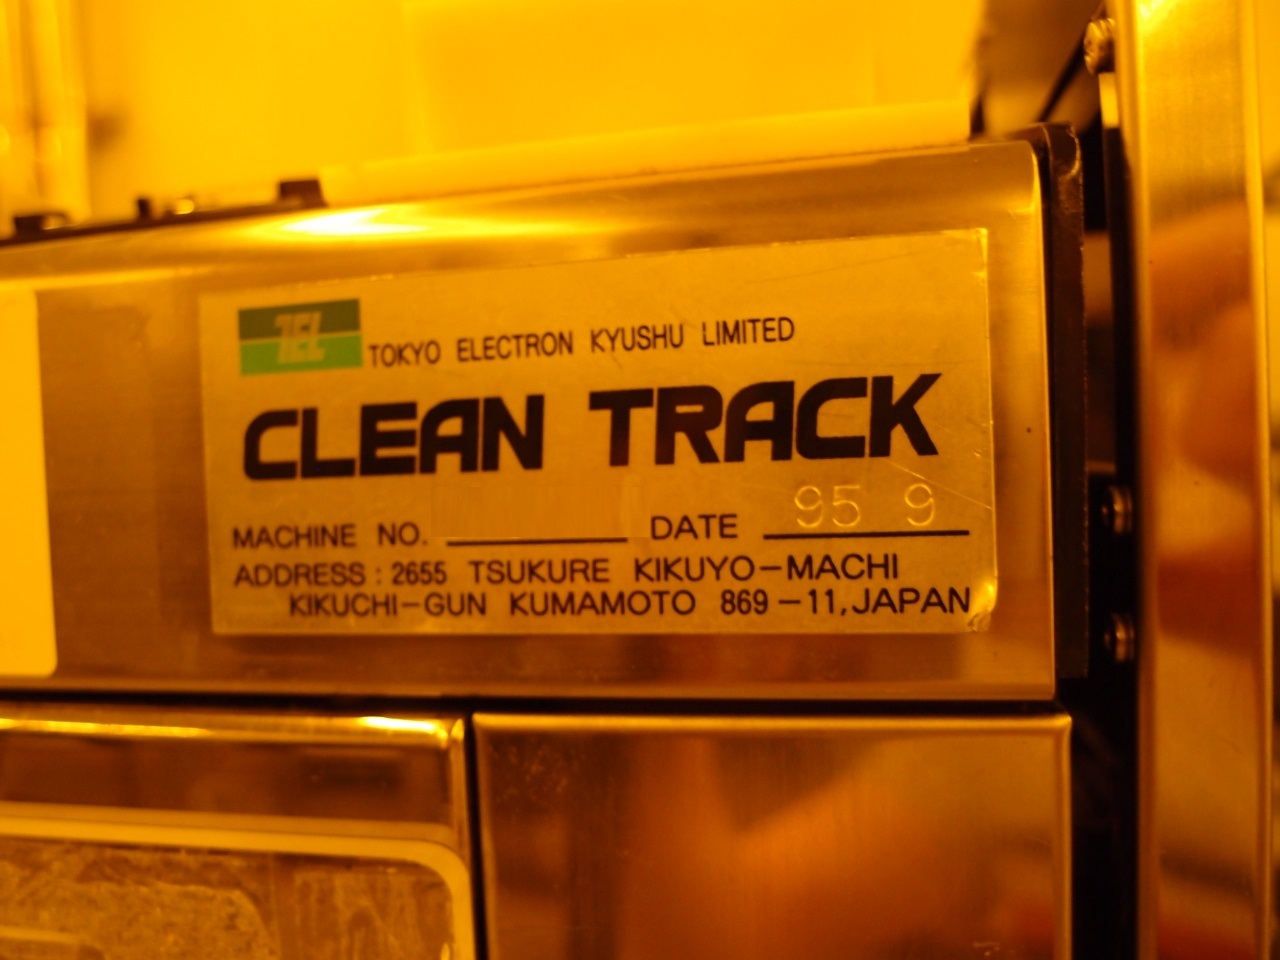 TEL TOKYO ELECTRON KYUSHU LIMITED
CLEAN TRACK
MACHINE NO. DATE 95 9
ADDRESS : 2655 TSUKURE KIKUYO-MACHI
KIKUCHI-GUN KUMAMOTO 869-11, JAPAN